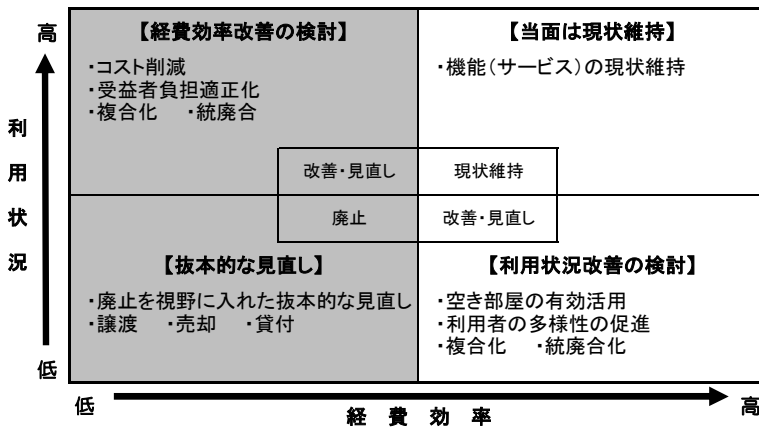 高
利
用
状
況
低
【経費効率改善の検討】
・コスト削減
・受益者負担適正化
・複合化　・統廃合
【当面は現状維持】
・機能（サービス）の現状維持
改善・見直し
現状維持
廃止
改善・見直し
【抜本的な見直し】
・廃止を視野に入れた抜本的な見直し
・譲渡　・売却　・貸付
【利用状況改善の検討】
・空き部屋の有効活用
・利用者の多様性の促進
・複合化　・統廃合化
低
経費効率
高